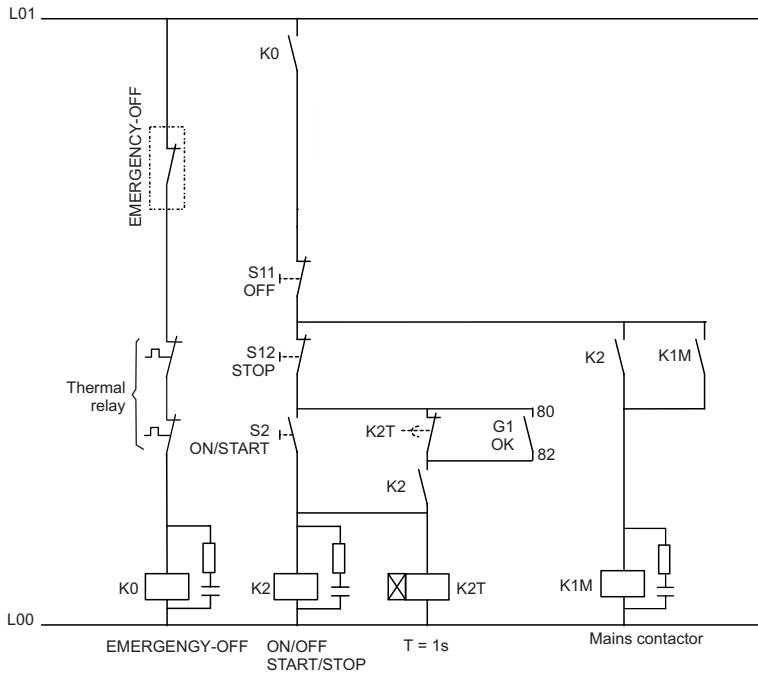 L01
K0
EMERGENCY-OFF
S11
OFF
S12
STOP
K2
K1M
Thermal
relay
80
S2
ON/START
K2T
G1
OK
82
K2
K0
K2
K2T
K1M
L00
EMERGENGY-OFF
ON/OFF
START/STOP
T = 1s
Mains contactor